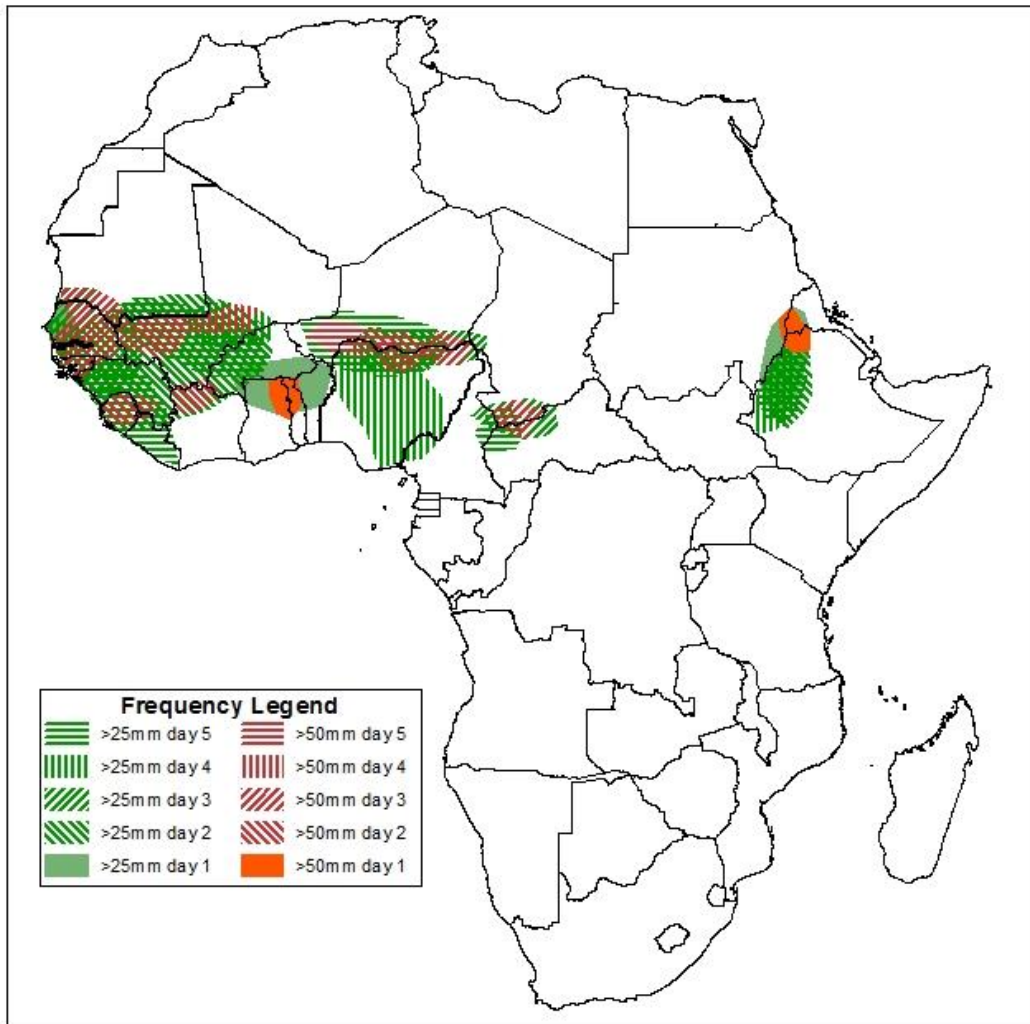 Frequency Legend
>25mm day 5 >50mm day 5
>25mm day 4 >50mm day 4
>25mm day 3 >50mm day 3
>25mm day 2 >50mm day 2
>25mm day 1 >50mm day 1